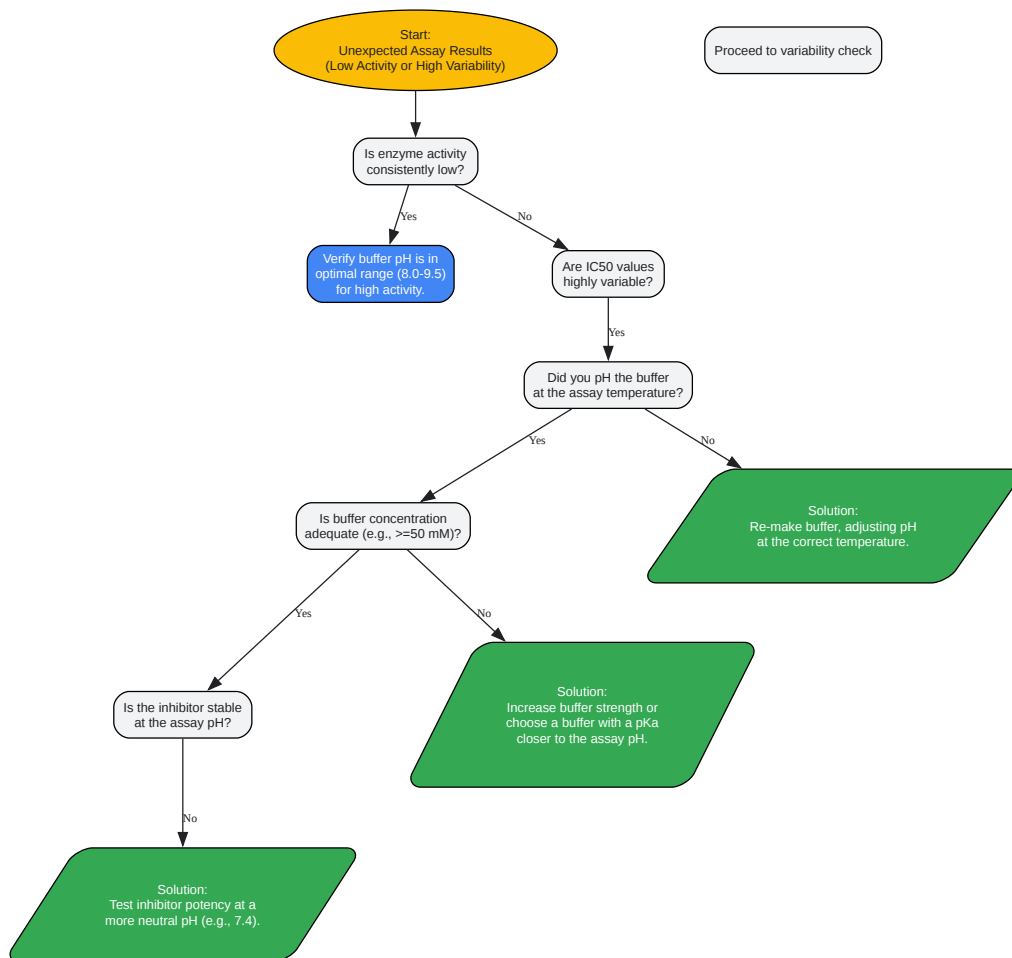 Start:
Unexpected Assay Results
(Low Activity or High Variability)
Proceed to variability check
Is enzyme activity
consistently low?
Yes
No
Verify buffer pH is in
optimal range (8.0-9.5)
for high activity.
Are IC50 values
highly variable?
Yes
Did you pH the buffer
at the assay temperature?
Yes
No
Solution:
Re-make buffer, adjusting pH
at the correct temperature.
Is buffer concentration
adequate (e.g., >=50 mM)?
Yes
No
Solution:
Increase buffer strength or
choose a buffer with a pKa
closer to the assay pH.
Is the inhibitor stable
at the assay pH?
No
Solution:
Test inhibitor potency at a
more neutral pH (e.g., 7.4).